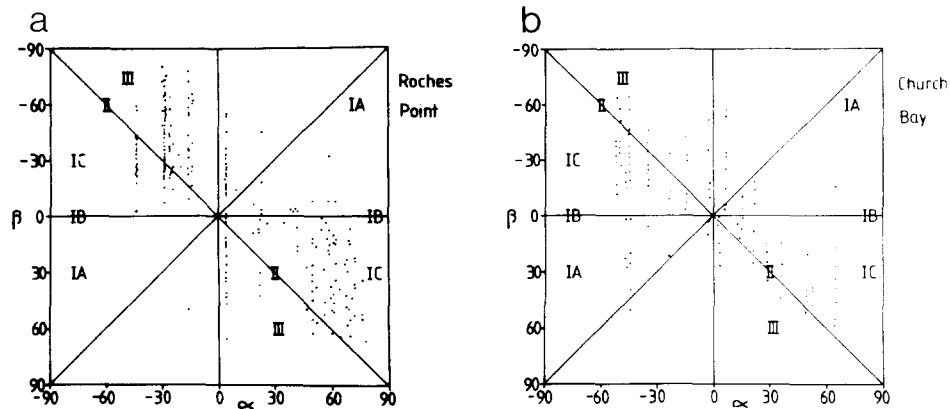 a
-90
-60
-30
0
30
60
90
β
-90 -60 -30 0 30 60 90
α
III
II
IC
IB
IA
IA
IB
IC
II
III
Roches
Point
b
-90
-60
-30
0
30
60
90
β
-90 -60 -30 0 30 60 90
α
III
II
IC
IB
IA
IA
IB
IC
II
III
Church
Bay